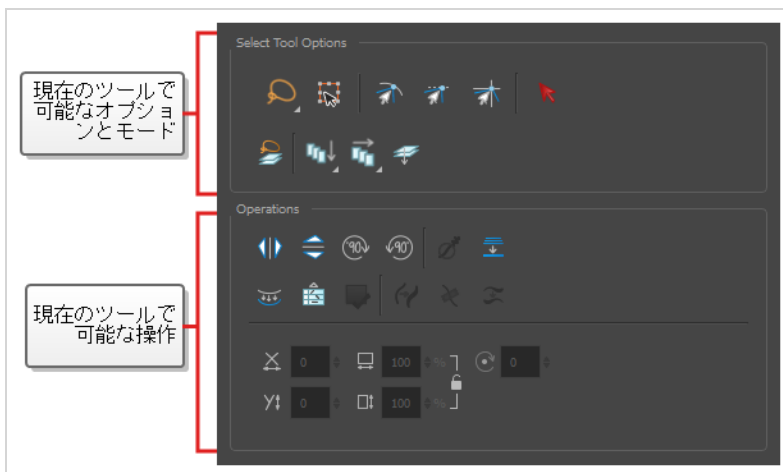 Select Tool Options
現在のツールで
可能なオプショ
ンとモード
Operations
90 90
現在のツールで
可能な操作
X 0 100 % 0
Y 0 100 %